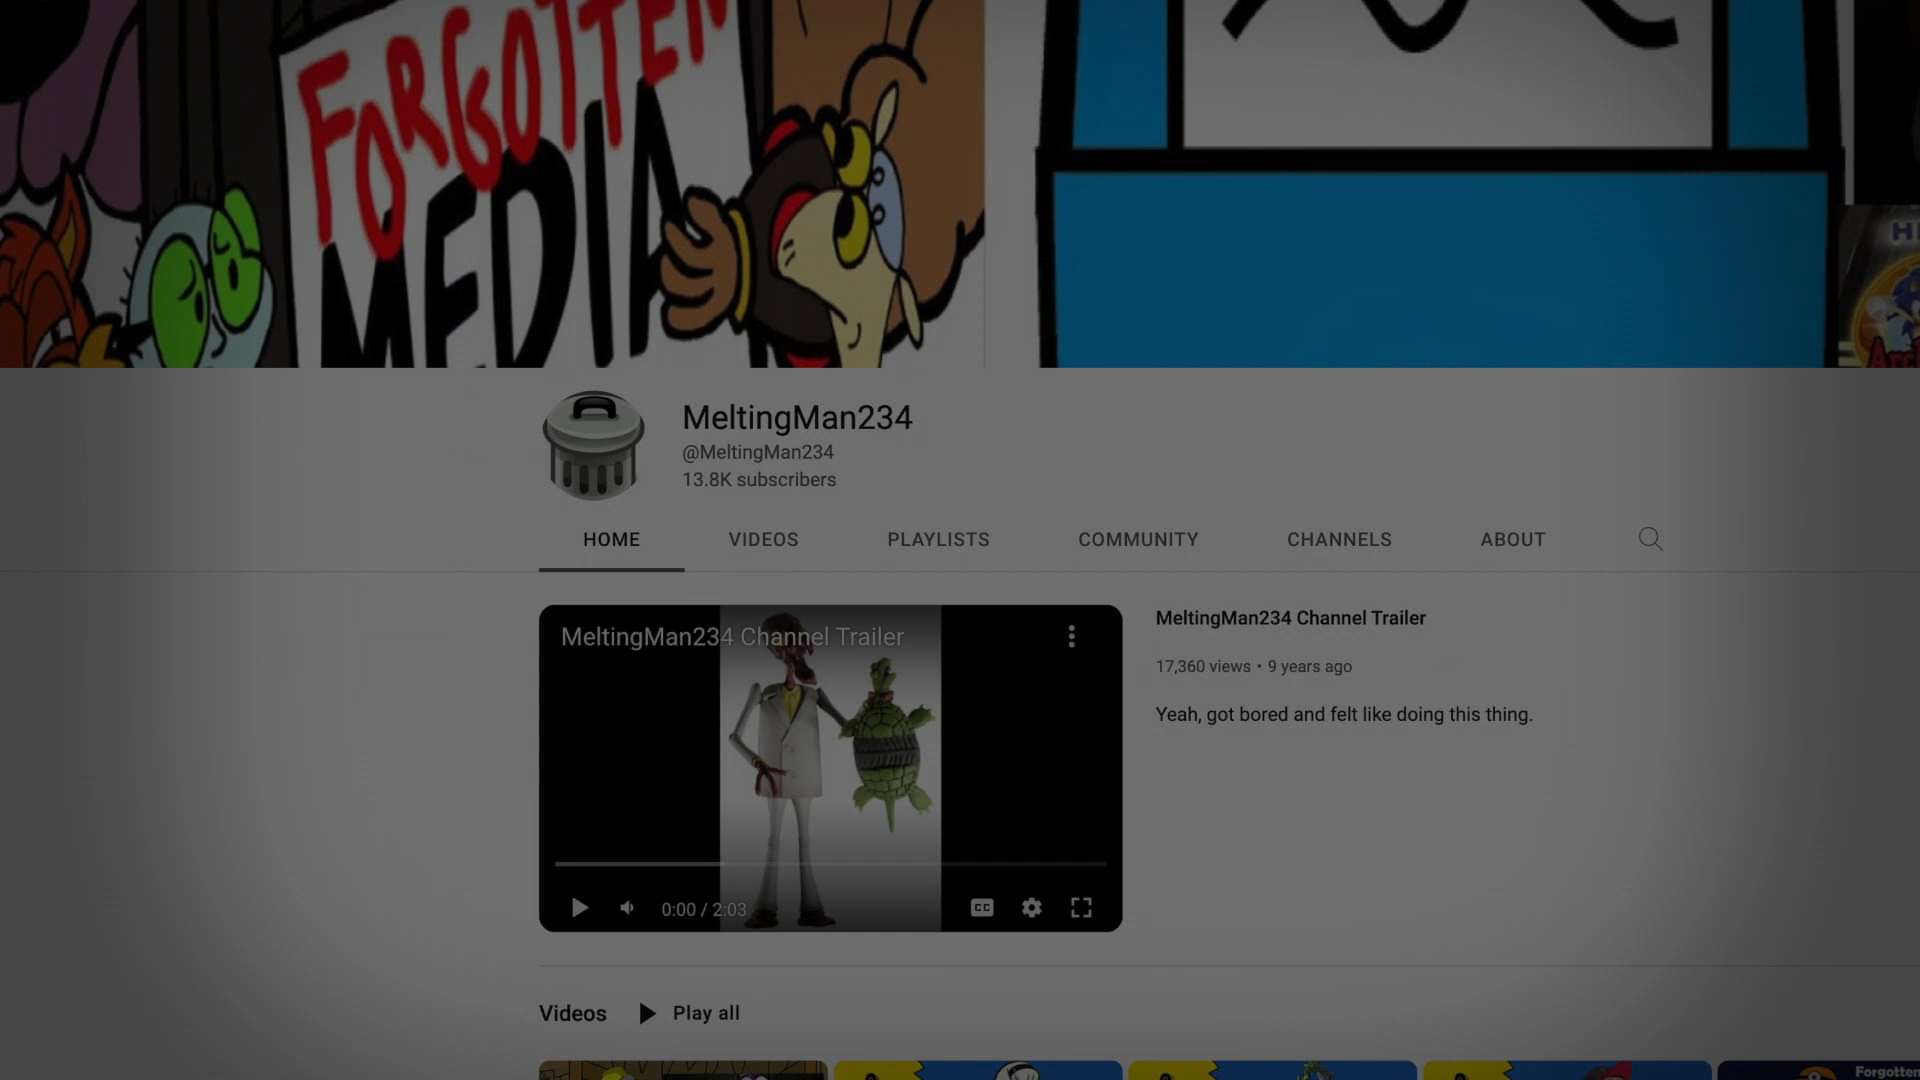 FORGOTTEN
MEDIA
MeltingMan234
@MeltingMan234
13.8K subscribers
HOME VIDEOS PLAYLISTS COMMUNITY CHANNELS ABOUT
MeltingMan234 Channel Trailer
MeltingMan234 Channel Trailer
17,360 views • 9 years ago
Yeah, got bored and felt like doing this thing.
0:00 / 2:03
CC
Videos Play all
Forgotten